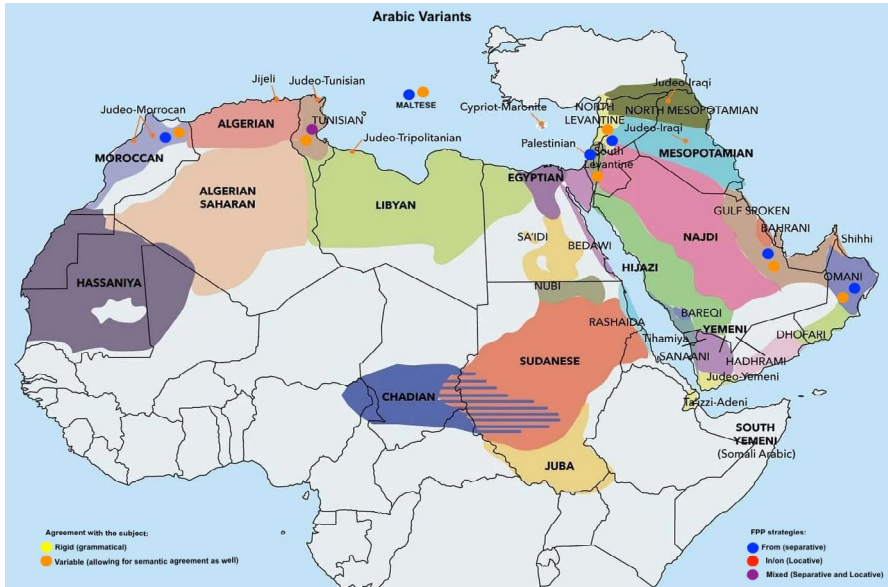 Arabic Variants
Jijeli
Judeo-Tunisian
Judeo-Morrocan
ALGERIAN
TUNISIAN
MALTESE
Cypriot-Maronite
NORTH
LEVANTINE
Judeo-Iraqi
NORTH MESOPOTAMIAN
Judeo-Iraqi
MOROCCAN
Judeo-Tripolitanian
Palestinian
South
Levantine
MESOPOTAMIAN
ALGERIAN
SAHARAN
LIBYAN
EGYPTIAN
GULF SPOKEN
BAHRANI
Shihhi
SA'IDI
BEDAWI
NAJDI
HASSANIYA
HIJAZI
OMANI
NUBI
RASHAIDA
BAREQI
YEMENI
DHOFARI
Tihamiya
SANAANI
HADHRAMI
SUDANESE
Judeo-Yemeni
CHADIAN
Ta'izzi-Adeni
SOUTH
YEMENI
(Somali Arabic)
JUBA
Agreement with the subject:
Rigid (grammatical)
Variable (allowing for semantic agreement as well)
FPP strategies:
From (separative)
In/on (Locative)
Mixed (Separative and Locative)